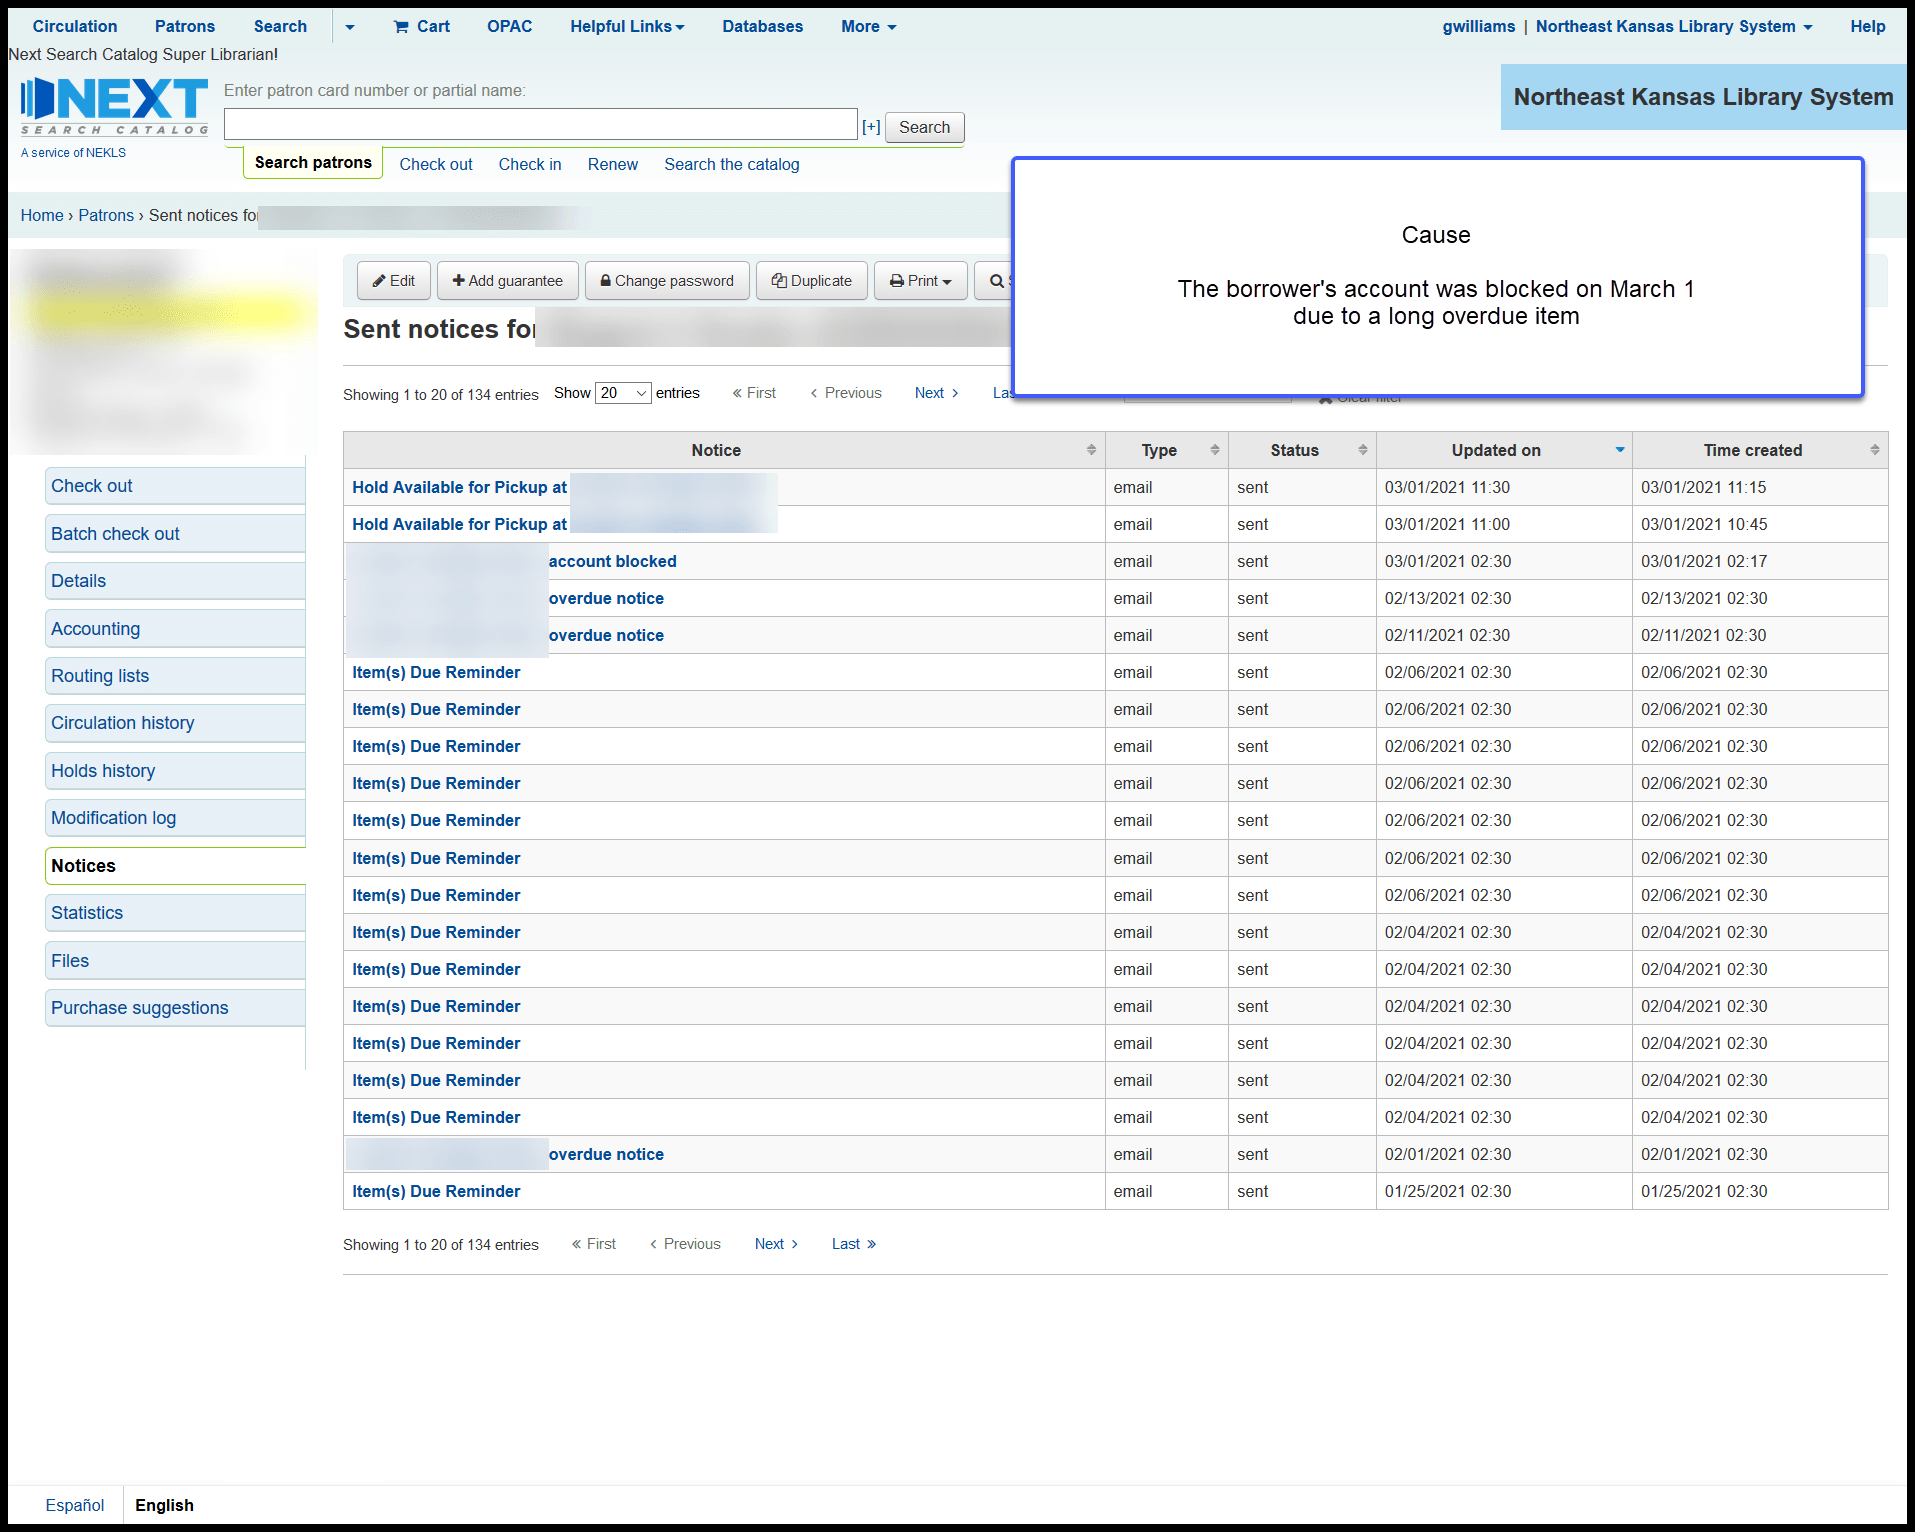 Circulation Patrons Search Cart OPAC Helpful Links Databases More gwilliams | Northeast Kansas Library System Help
Next Search Catalog Super Librarian!
NEXT
SEARCH CATALOG
A service of NEKLS
Enter patron card number or partial name:
[+] Search
Northeast Kansas Library System
Search patrons Check out Check in Renew Search the catalog
Home › Patrons › Sent notices for
Cause
The borrower's account was blocked on March 1
due to a long overdue item
Edit Add guarantee Change password Duplicate Print
Sent notices for
Showing 1 to 20 of 134 entries Show 20 entries First Previous Next
Clear filter
Check out
Batch check out
Details
Accounting
Routing lists
Circulation history
Holds history
Modification log
Notices
Statistics
Files
Purchase suggestions
Notice Type Status Updated on Time created
Hold Available for Pickup at email sent 03/01/2021 11:30 03/01/2021 11:15
Hold Available for Pickup at email sent 03/01/2021 11:00 03/01/2021 10:45
account blocked email sent 03/01/2021 02:30 03/01/2021 02:17
overdue notice email sent 02/13/2021 02:30 02/13/2021 02:30
overdue notice email sent 02/11/2021 02:30 02/11/2021 02:30
Item(s) Due Reminder email sent 02/06/2021 02:30 02/06/2021 02:30
Item(s) Due Reminder email sent 02/06/2021 02:30 02/06/2021 02:30
Item(s) Due Reminder email sent 02/06/2021 02:30 02/06/2021 02:30
Item(s) Due Reminder email sent 02/06/2021 02:30 02/06/2021 02:30
Item(s) Due Reminder email sent 02/06/2021 02:30 02/06/2021 02:30
Item(s) Due Reminder email sent 02/06/2021 02:30 02/06/2021 02:30
Item(s) Due Reminder email sent 02/06/2021 02:30 02/06/2021 02:30
Item(s) Due Reminder email sent 02/04/2021 02:30 02/04/2021 02:30
Item(s) Due Reminder email sent 02/04/2021 02:30 02/04/2021 02:30
Item(s) Due Reminder email sent 02/04/2021 02:30 02/04/2021 02:30
Item(s) Due Reminder email sent 02/04/2021 02:30 02/04/2021 02:30
Item(s) Due Reminder email sent 02/04/2021 02:30 02/04/2021 02:30
Item(s) Due Reminder email sent 02/04/2021 02:30 02/04/2021 02:30
overdue notice email sent 02/01/2021 02:30 02/01/2021 02:30
Item(s) Due Reminder email sent 01/25/2021 02:30 01/25/2021 02:30
Showing 1 to 20 of 134 entries First Previous Next Last
Español English